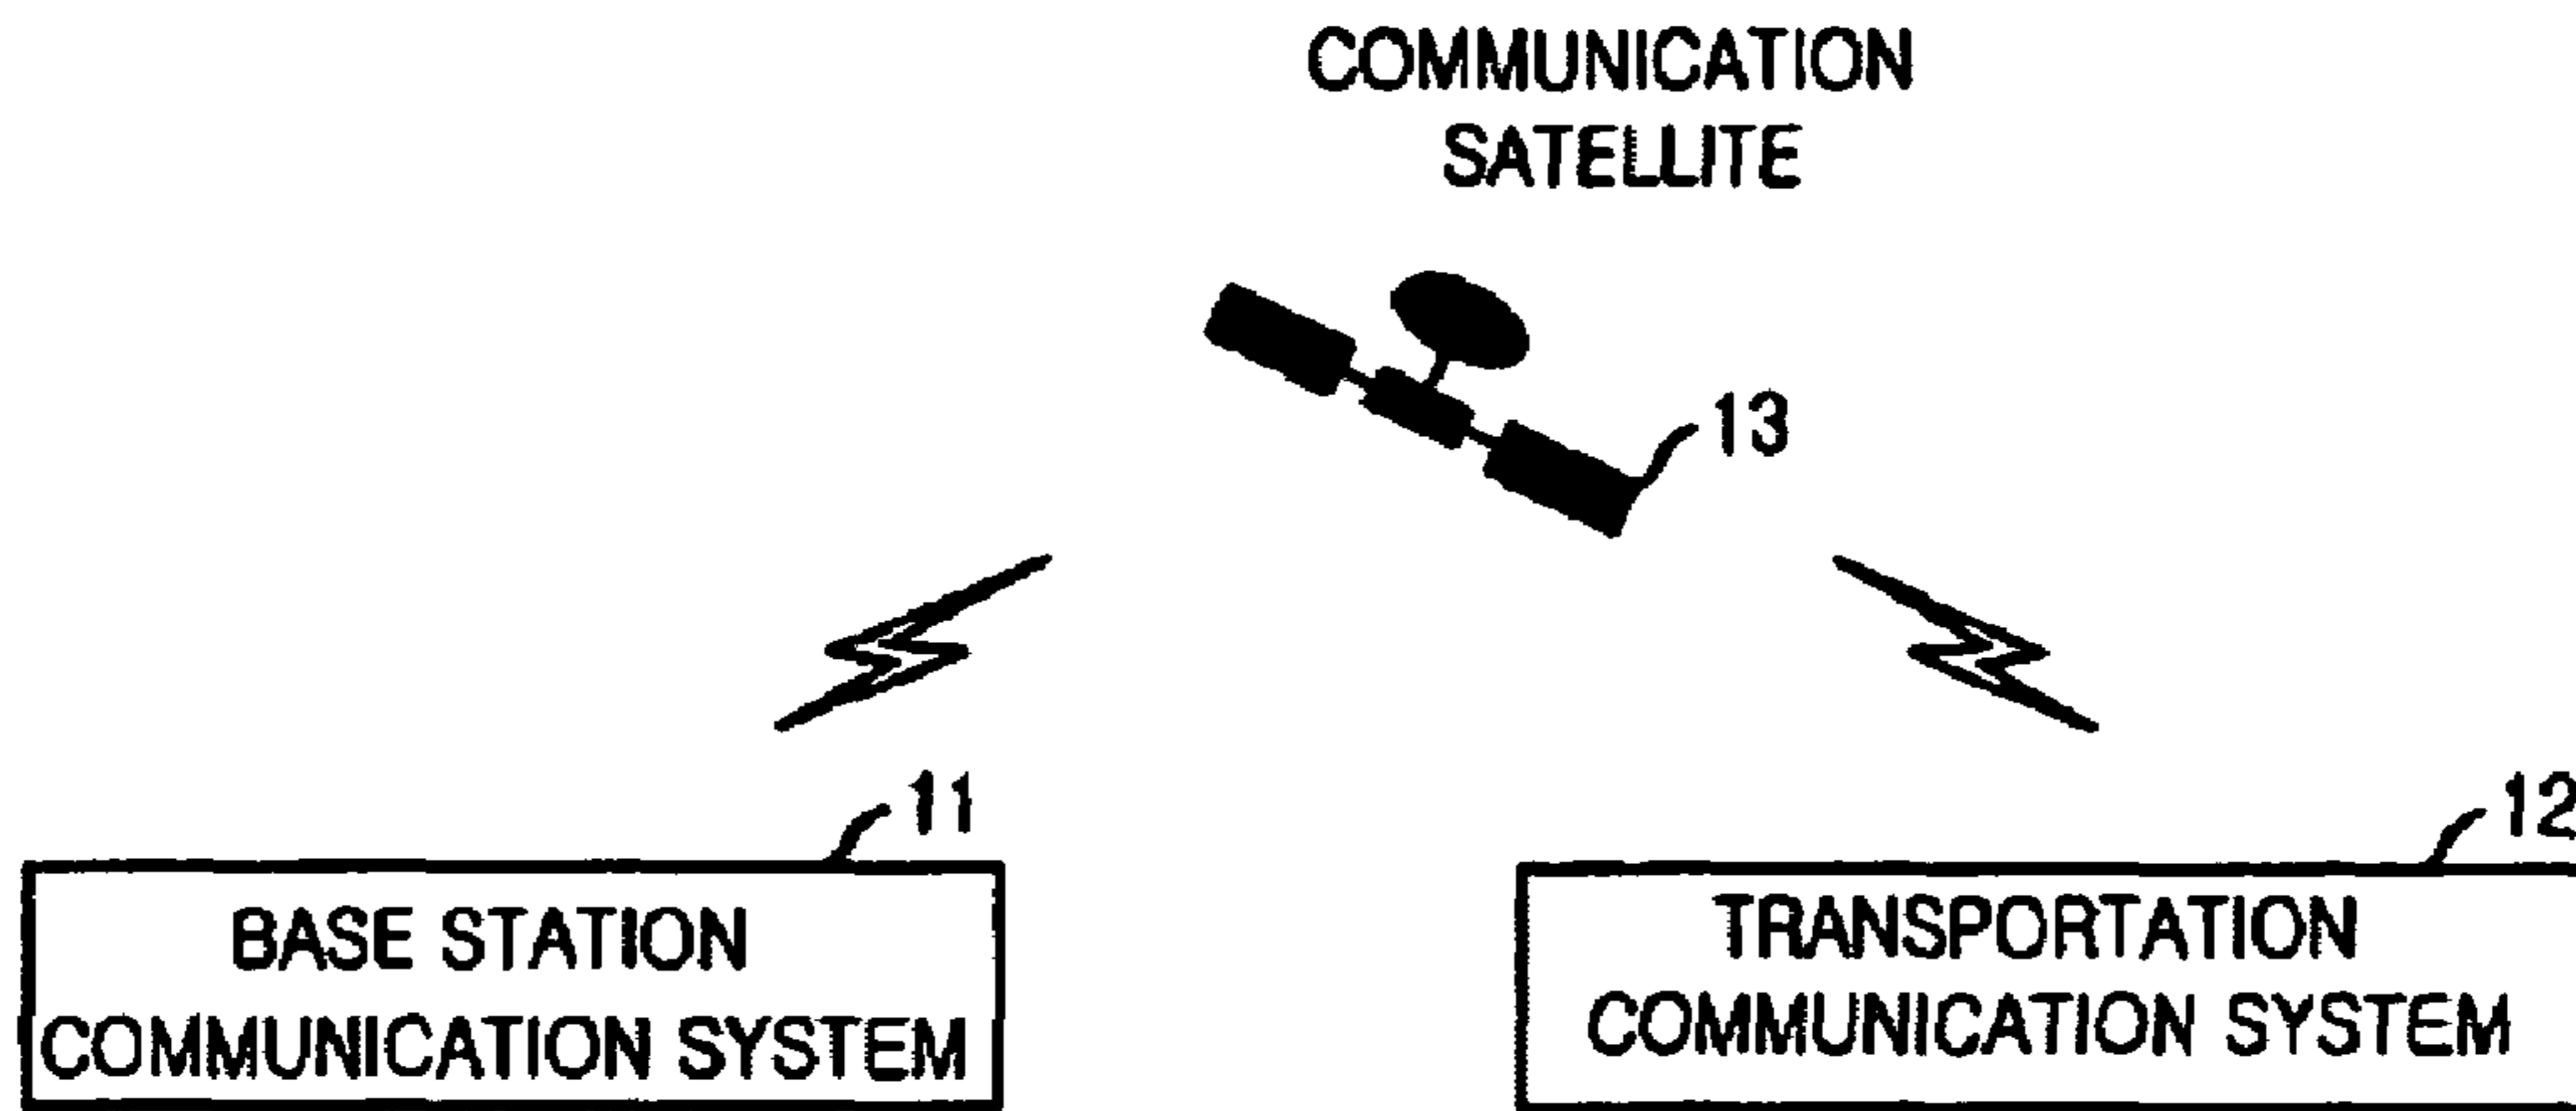 COMMUNICATION
SATELLITE
13
11
12
BASE STATION
COMMUNICATION SYSTEM
TRANSPORTATION
COMMUNICATION SYSTEM